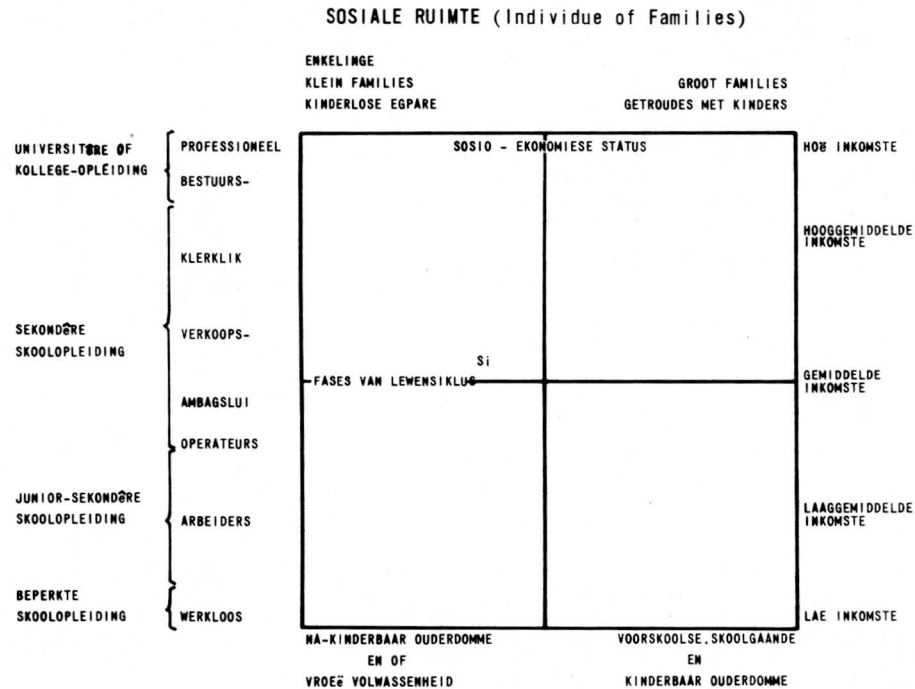 SOSIALE RUIMTE (Individue of Families)
ENKELINGE
KLEIN FAMILIES
KINDERLOSE EGPARE
GROOT FAMILIES
GETROUDES MET KINDERS
UNIVERSITêRE OF
KOLLEGE-OPLEIDING
PROFESSIONEEL
BESTUURS-
SOSIO - EKONOMIESE STATUS
HOë INKOMSTE
HOOGGEMIDDELDE
INKOMSTE
KLERKLIK
SEKONDêRE
SKOOLOPLEIDING
VERKOOPS-
Si
FASES VAN LEWENSIKLUS
GEMIDDELDE
INKOMSTE
AMBAGSLUI
OPERATEURS
JUNIOR-SEKONDêRE
SKOOLOPLEIDING
ARBEIDERS
LAAGGEMIDDELDE
INKOMSTE
BEPERKTE
SKOOLOPLEIDING
WERKLOOS
LAE INKOMSTE
NA-KINDERBAAR OUDERDOMME
EN OF
VROEë VOLWASSENHEID
VOORSKOOLSE, SKOOLGAANDE
EN
KINDERBAAR OUDERDOMME